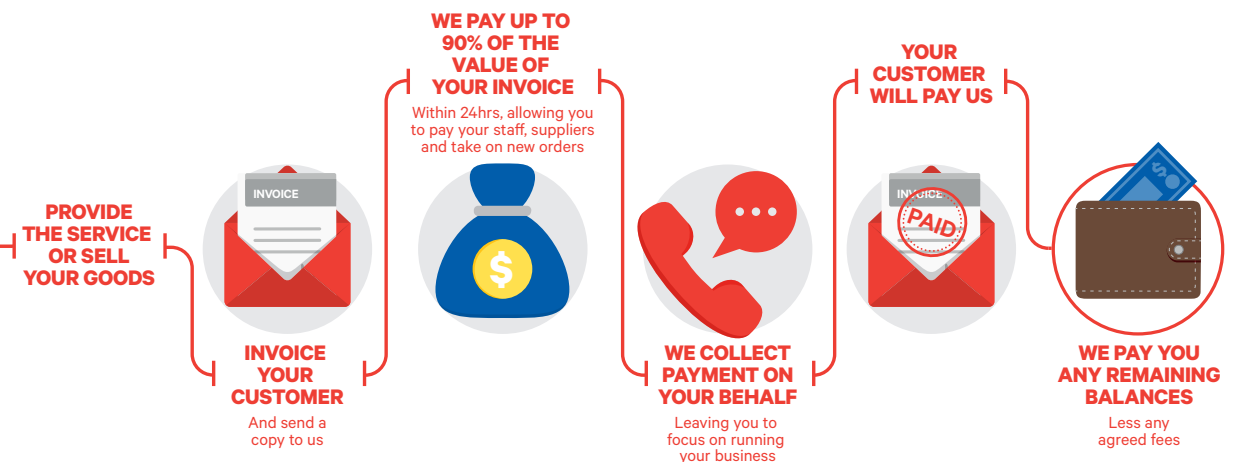 PROVIDE
THE SERVICE
OR SELL
YOUR GOODS
INVOICE
INVOICE
YOUR
CUSTOMER
And send a
copy to us
WE PAY UP TO
90% OF THE
VALUE OF
YOUR INVOICE
Within 24hrs, allowing you
to pay your staff, suppliers
and take on new orders
$
WE COLLECT
PAYMENT ON
YOUR BEHALF
Leaving you to
focus on running
your business
YOUR
CUSTOMER
WILL PAY US
INVOICE
PAID
$
WE PAY YOU
ANY REMAINING
BALANCES
Less any
agreed fees